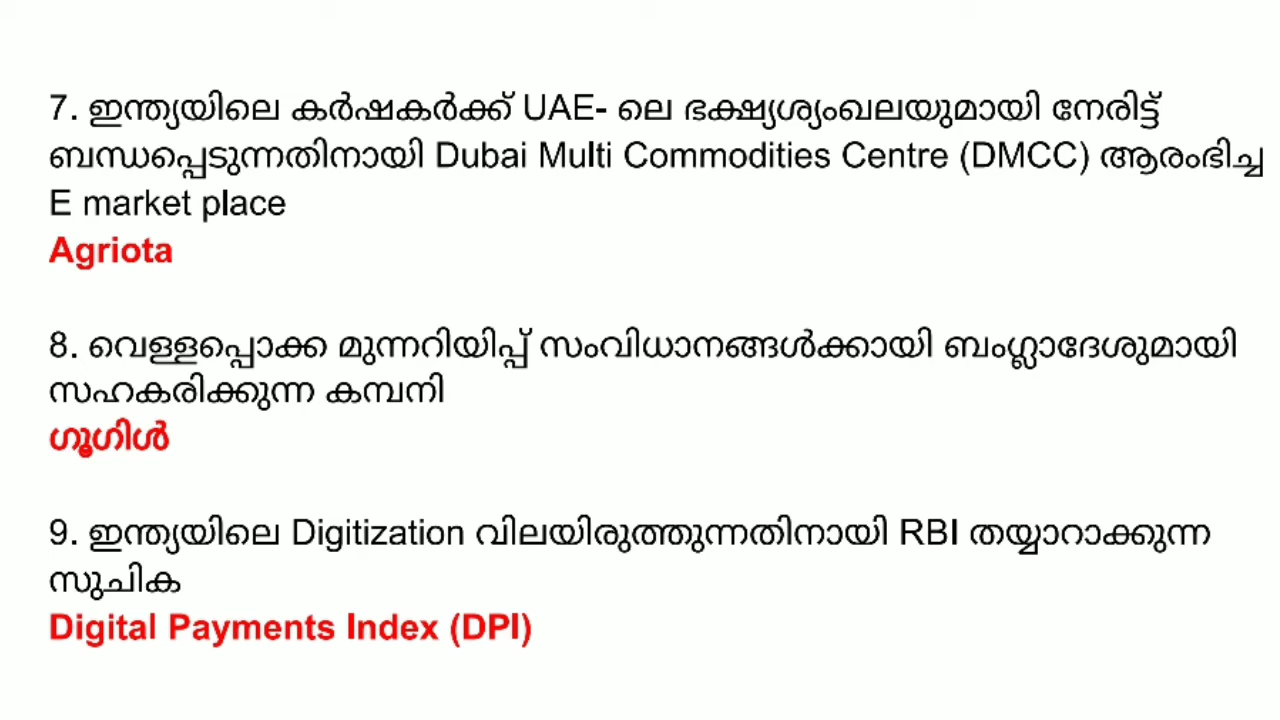 7. ഇന്ത്യയിലെ കർഷകർക്ക് UAE- ലെ ഭക്ഷ്യശ്യംഖലയുമായി നേരിട്ട്
ബന്ധപ്പെടുന്നതിനായി Dubai Multi Commodities Centre (DMCC) ആരംഭിച്ച
E market place
Agriota
8. വെള്ളപ്പൊക്ക മുന്നറിയിപ്പ് സംവിധാനങ്ങൾക്കായി ബംഗ്ലാദേശുമായി
സഹകരിക്കുന്ന കമ്പനി
ഗൂഗിൾ
9. ഇന്ത്യയിലെ Digitization വിലയിരുത്തുന്നതിനായി RBI തയ്യാറാക്കുന്ന
സുചിക
Digital Payments Index (DPI)